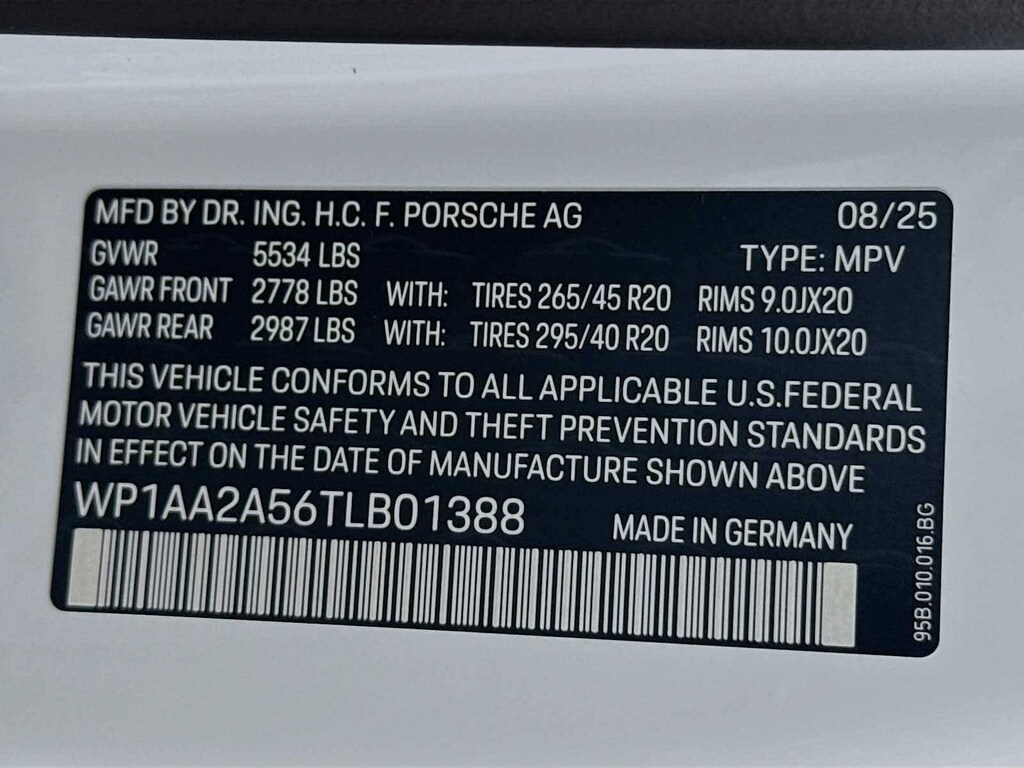 MFD BY DR. ING. H.C. F. PORSCHE AG 08/25
GVWR 5534 LBS TYPE: MPV
GAWR FRONT 2778 LBS WITH: TIRES 265/45 R20 RIMS 9.0JX20
GAWR REAR 2987 LBS WITH: TIRES 295/40 R20 RIMS 10.0JX20
THIS VEHICLE CONFORMS TO ALL APPLICABLE U.S.FEDERAL
MOTOR VEHICLE SAFETY AND THEFT PREVENTION STANDARDS
IN EFFECT ON THE DATE OF MANUFACTURE SHOWN ABOVE
WP1AA2A56TLB01388 MADE IN GERMANY
95B.010.016.BG